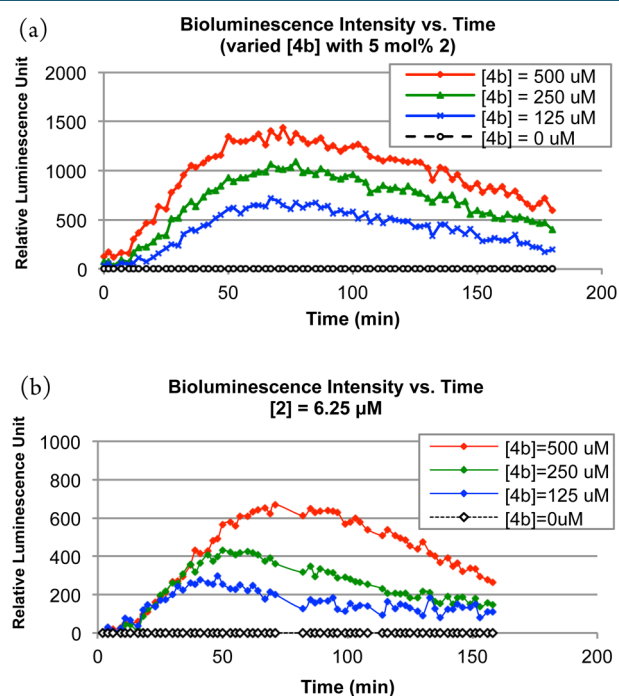 (a)
Bioluminescence Intensity vs. Time
(varied [4b] with 5 mol% 2)
Relative Luminescence Unit
2000
1500
1000
500
0
[4b] = 500 uM
[4b] = 250 uM
[4b] = 125 uM
[4b] = 0 uM
0 50 100 150 200
Time (min)
(b)
Bioluminescence Intensity vs. Time
[2] = 6.25 µM
Relative Luminescence Unit
1000
800
600
400
200
0
[4b]=500 uM
[4b]=250 uM
[4b]=125 uM
[4b]=0uM
0 50 100 150 200
Time (min)